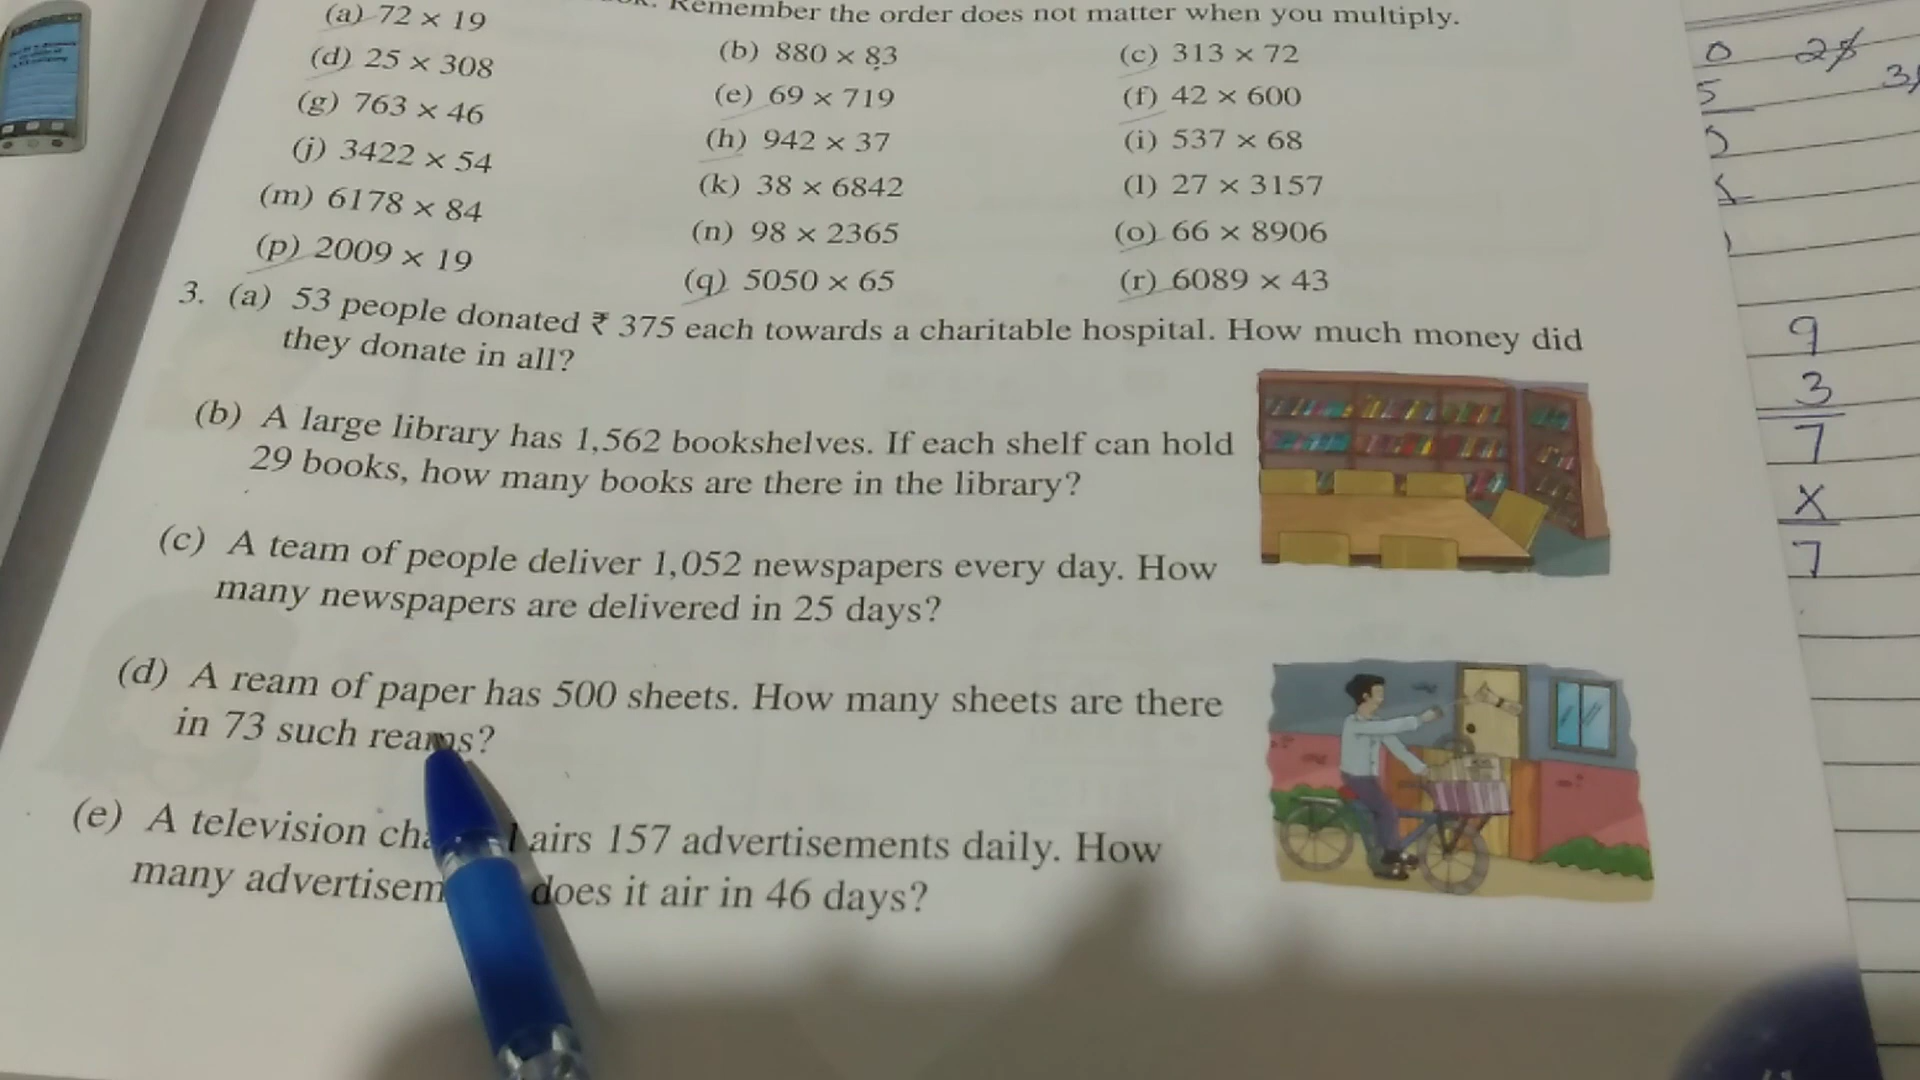 Remember the order does not matter when you multiply.
(a) 72 × 19
(b) 880 × 83
(c) 313 × 72
(d) 25 × 308
(e) 69 × 719
(f) 42 × 600
(g) 763 × 46
(h) 942 × 37
(i) 537 × 68
(j) 3422 × 54
(k) 38 × 6842
(l) 27 × 3157
(m) 6178 × 84
(n) 98 × 2365
(o) 66 × 8906
(p) 2009 × 19
(q) 5050 × 65
(r) 6089 × 43
3. (a) 53 people donated ₹ 375 each towards a charitable hospital. How much money did
they donate in all?
(b) A large library has 1,562 bookshelves. If each shelf can hold
29 books, how many books are there in the library?
(c) A team of people deliver 1,052 newspapers every day. How
many newspapers are delivered in 25 days?
(d) A ream of paper has 500 sheets. How many sheets are there
in 73 such reams?
(e) A television airs 157 advertisements daily. How
many does it air in 46 days?
0
5
9
3
7
X
7